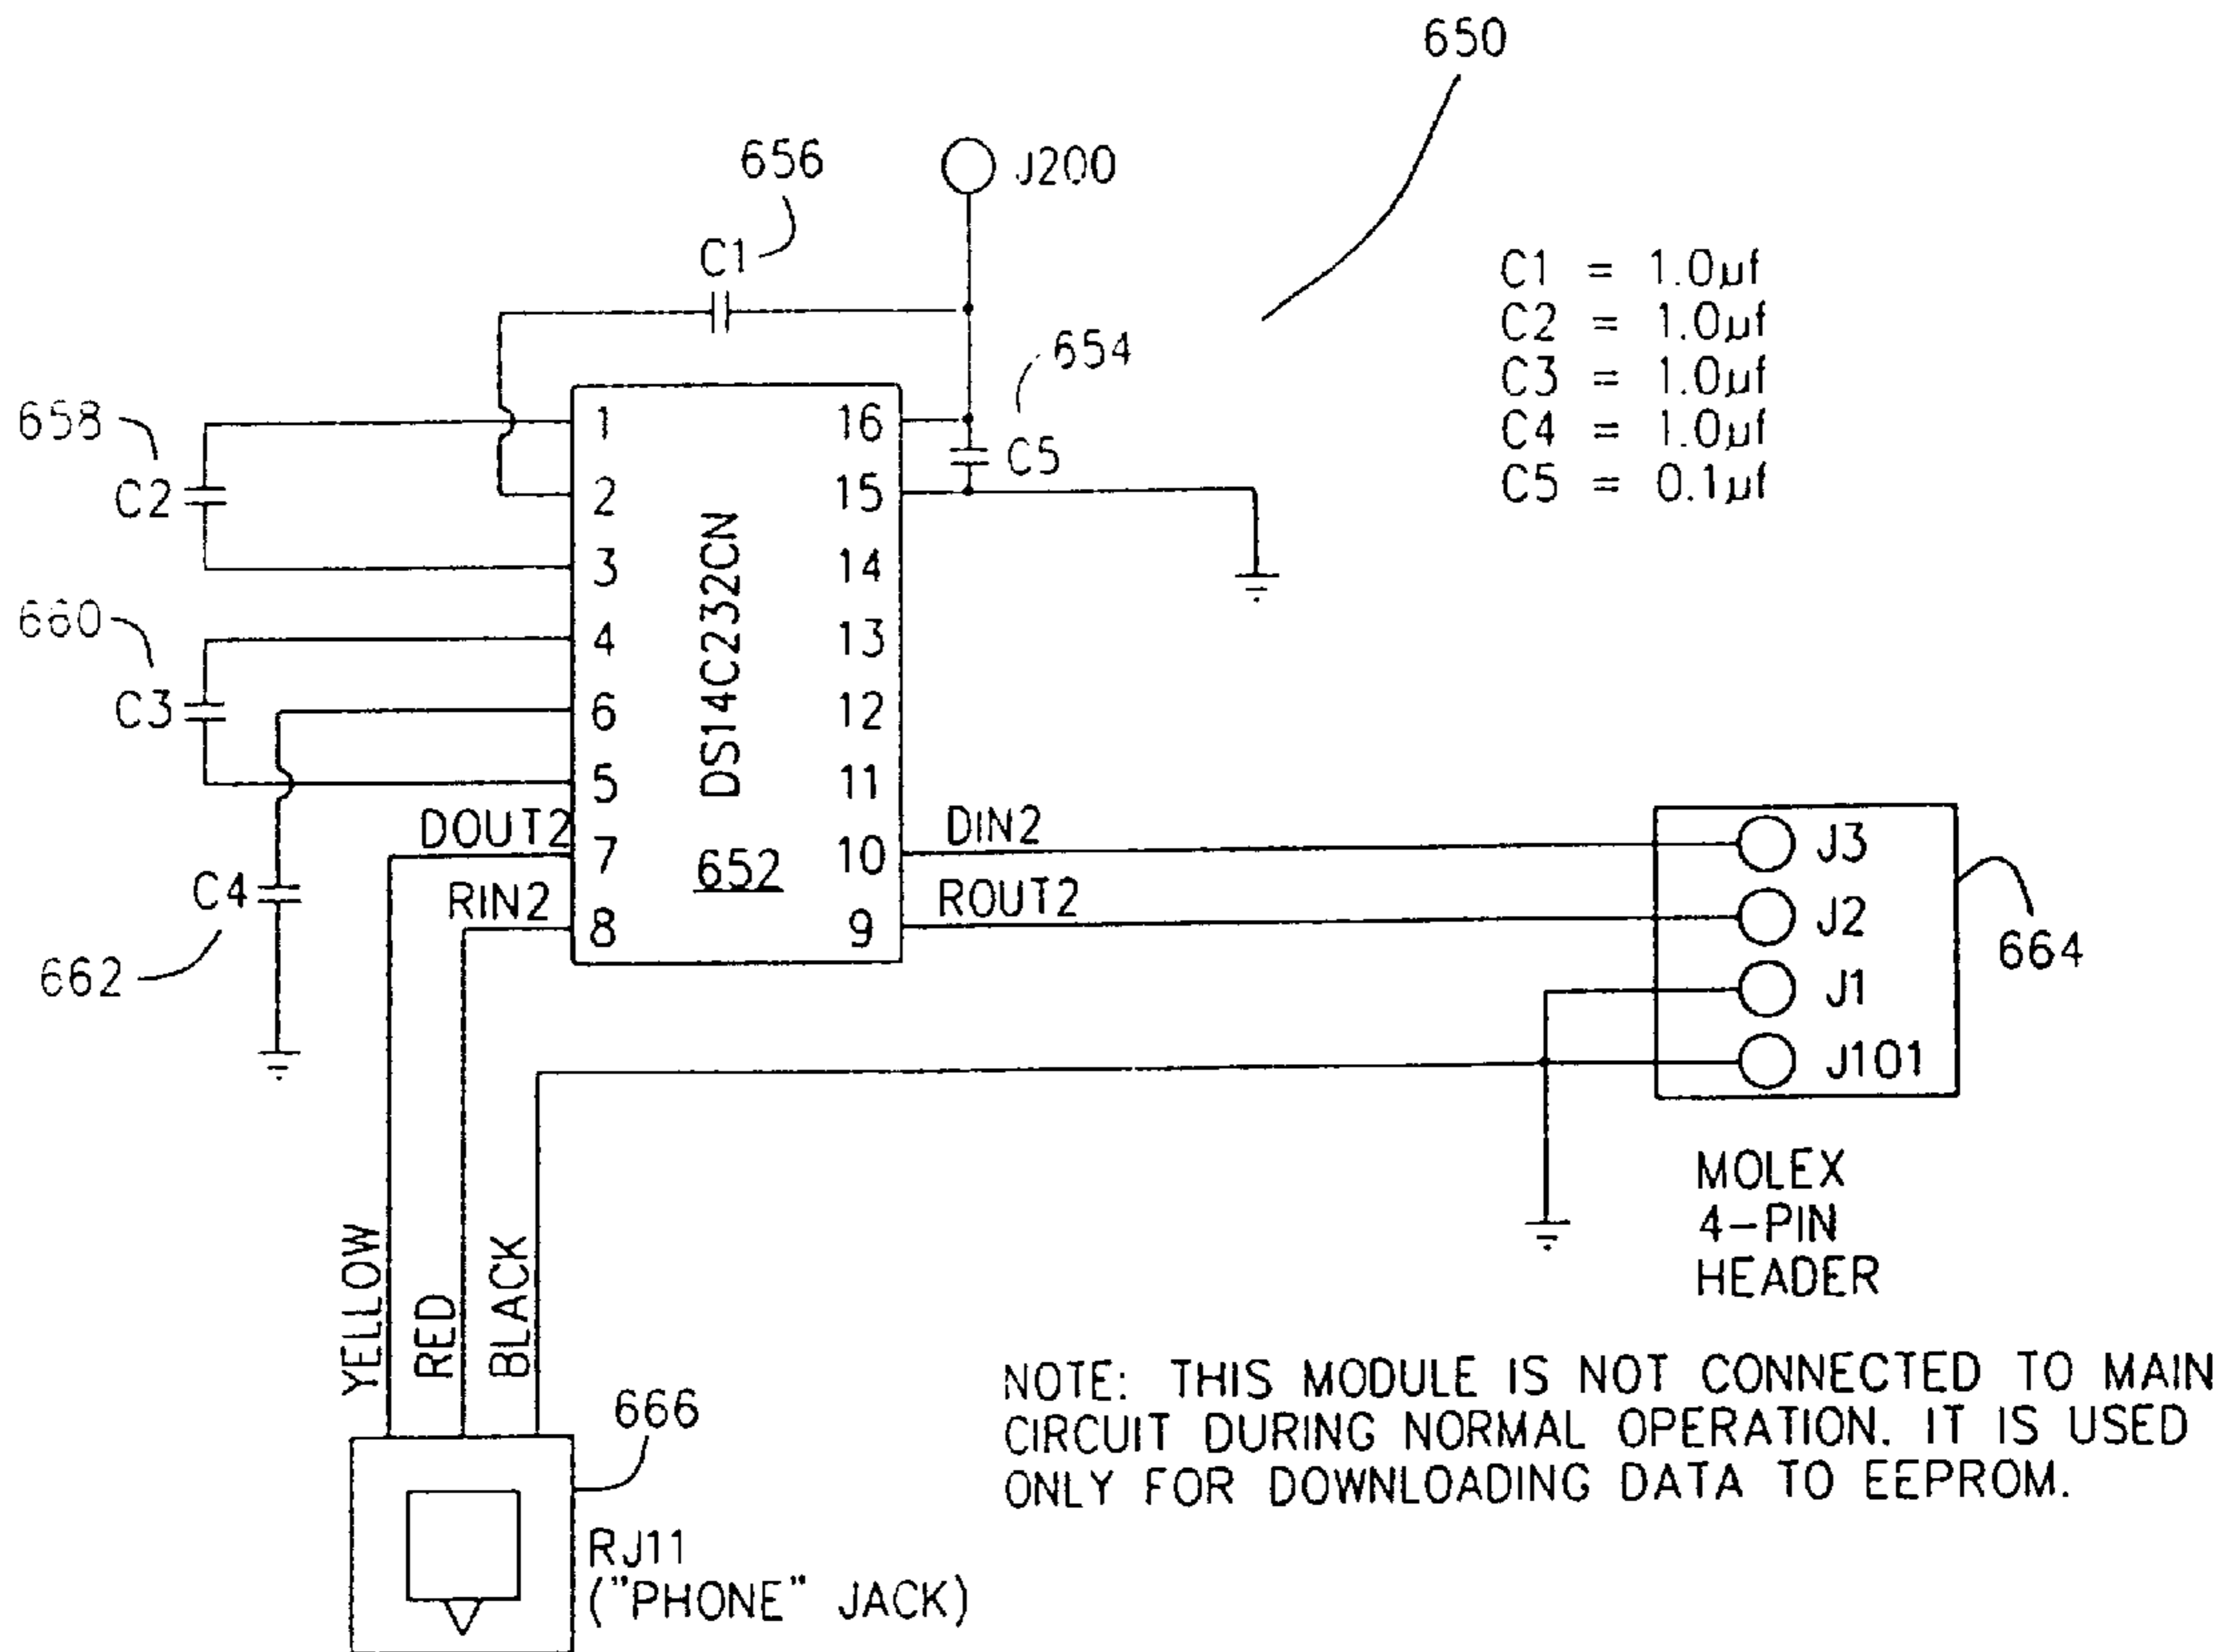 650
656
J200
C1
C1 = 1.0µf
C2 = 1.0µf
C3 = 1.0µf
C4 = 1.0µf
C5 = 0.1µf
654
658
C2
660
C3
C5
1
2
3
4
6
5
7
8
16
15
14
13
12
11
10
9
DS14C232CN
652
DOUT2
RIN2
DIN2
ROUT2
C4
662
J3
J2
J1
J101
664
MOLEX
4-PIN
HEADER
YELLOW
RED
BLACK
666
RJ11
("PHONE" JACK)
NOTE: THIS MODULE IS NOT CONNECTED TO MAIN
CIRCUIT DURING NORMAL OPERATION. IT IS USED
ONLY FOR DOWNLOADING DATA TO EEPROM.